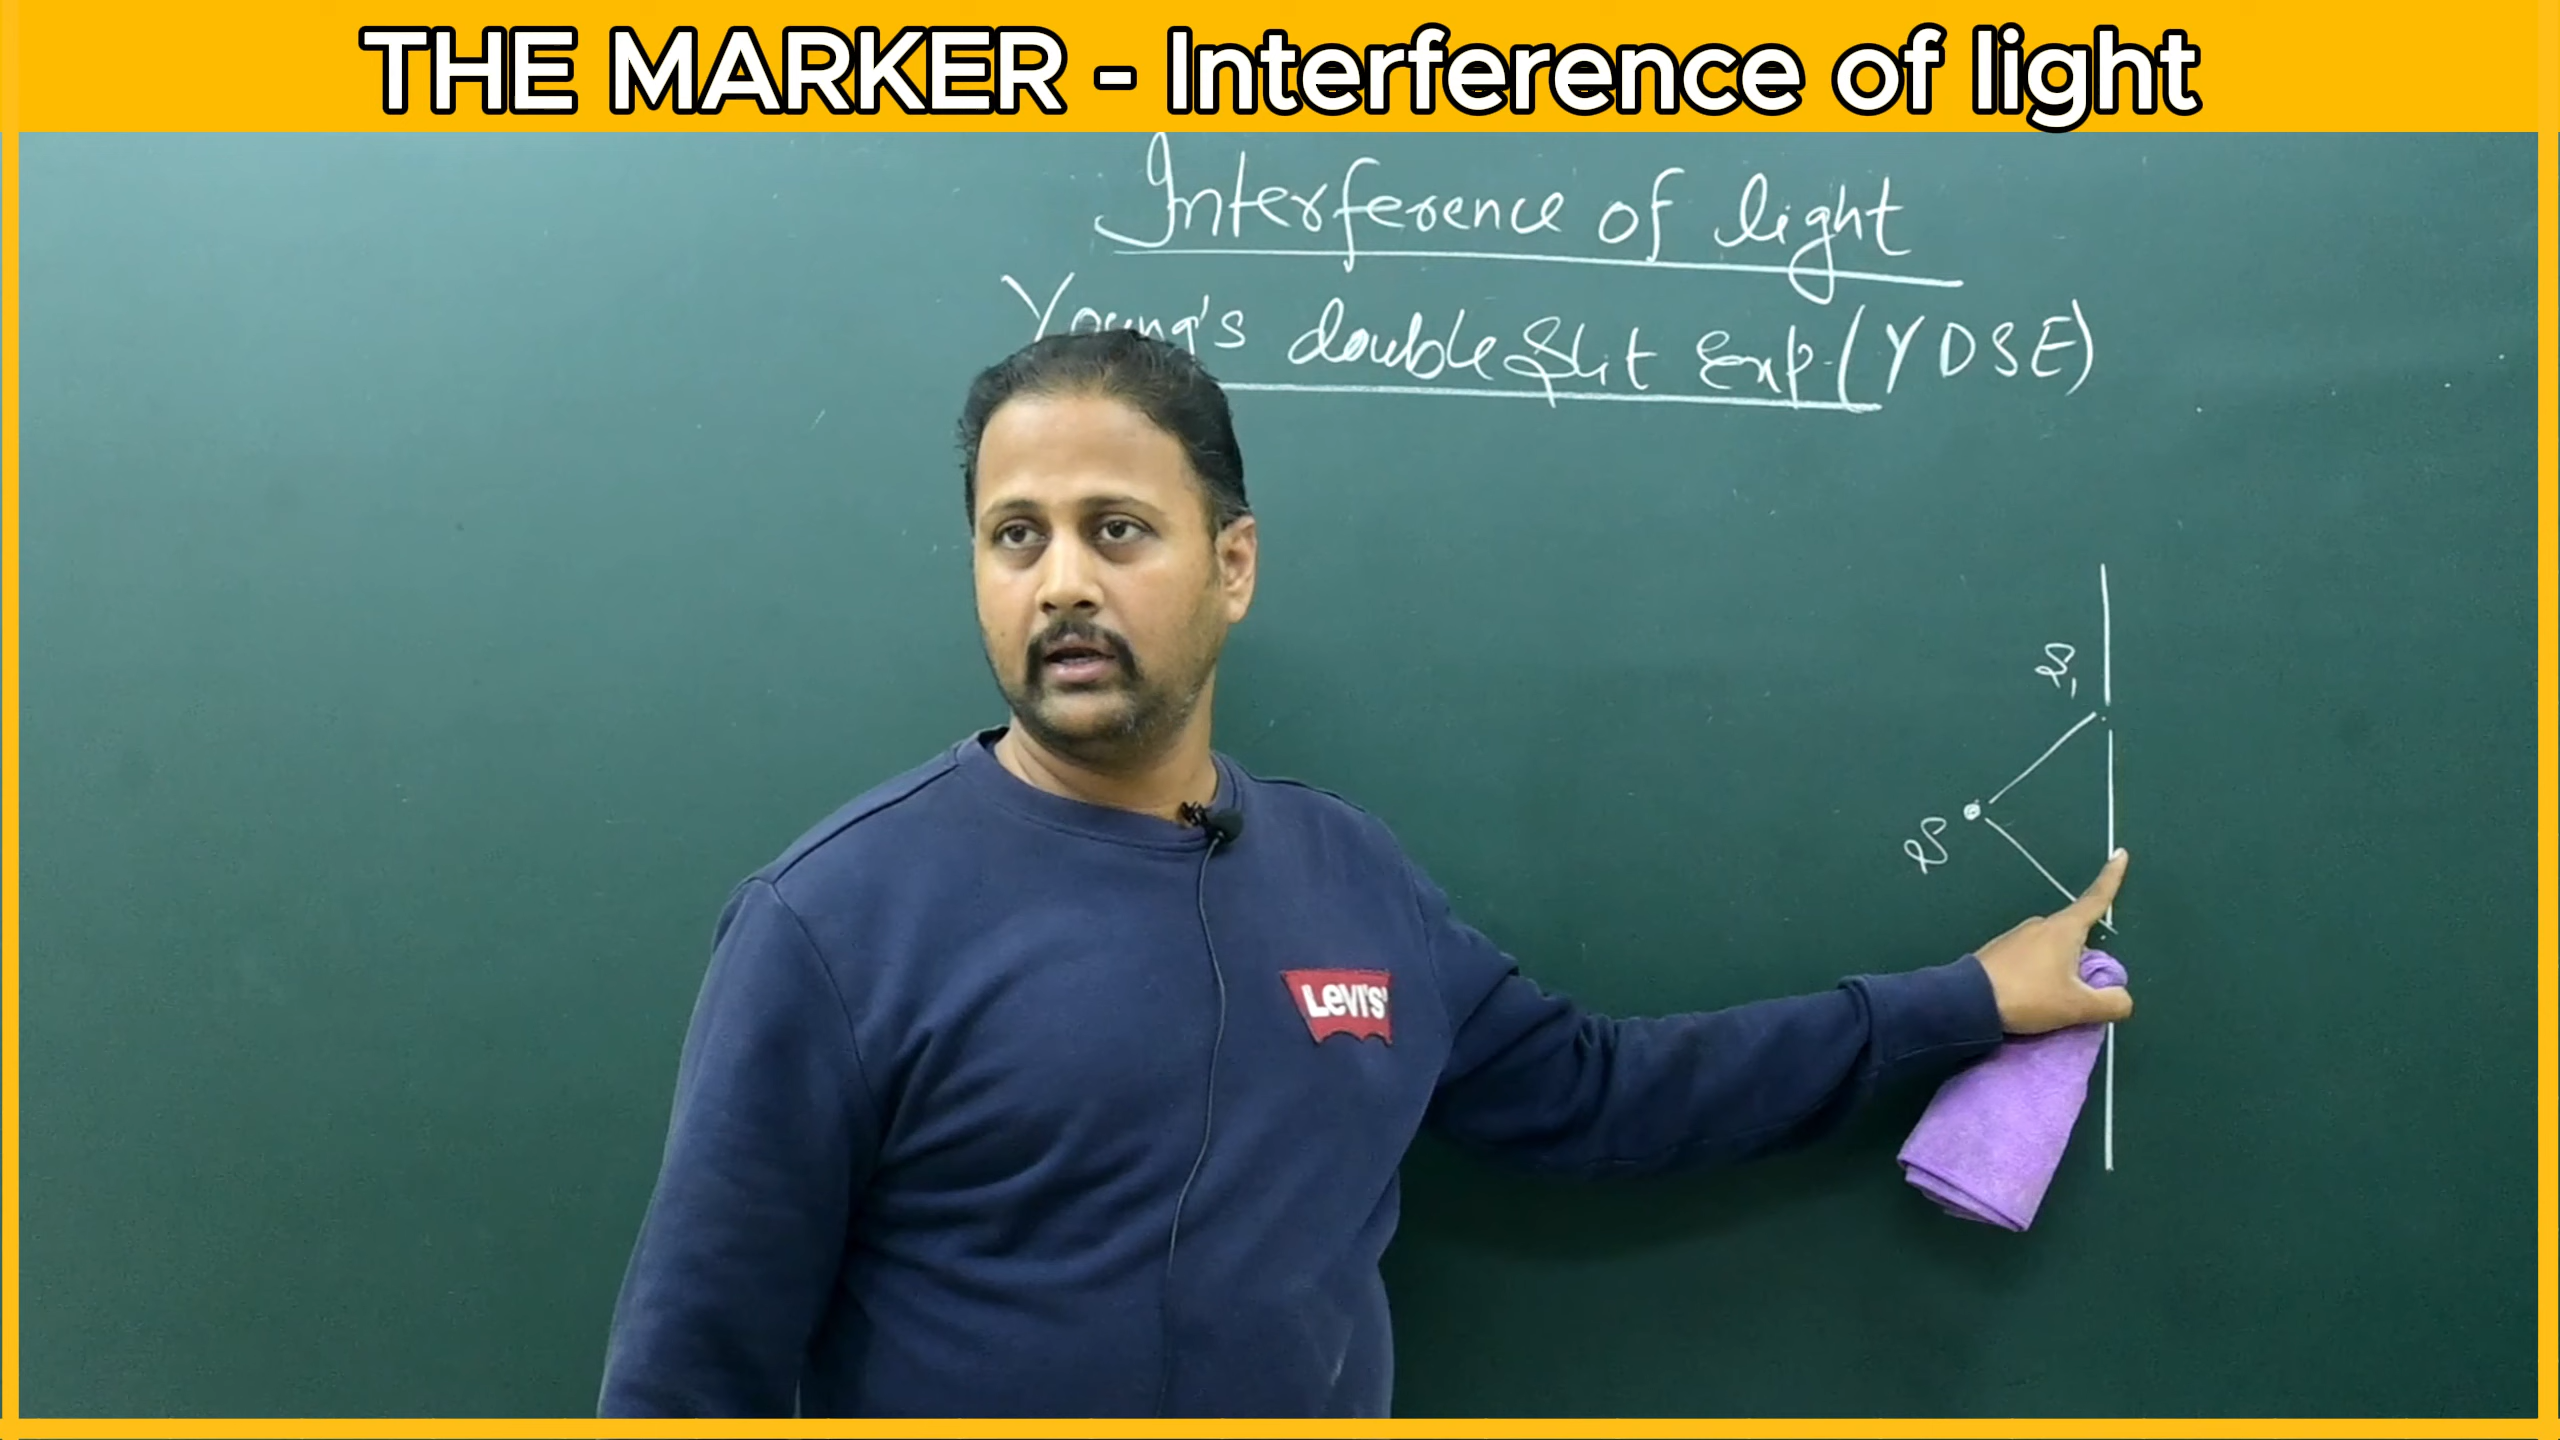 THE MARKER - Interference of light
Interference of light
Young's double Slit Exp. (YDSE)
S₁
S
LEVI'S